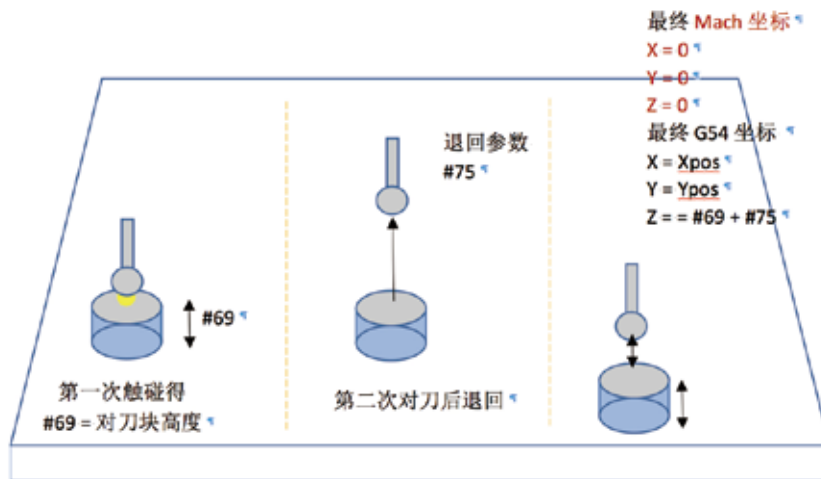 最终 Mach 坐标
X = 0
Y = 0
Z = 0
最终 G54 坐标
X = Xpos
Y = Ypos
Z = = #69 + #75
退回参数
#75
#69
第一次触碰得
#69 = 对刀块高度
第二次对刀后退回